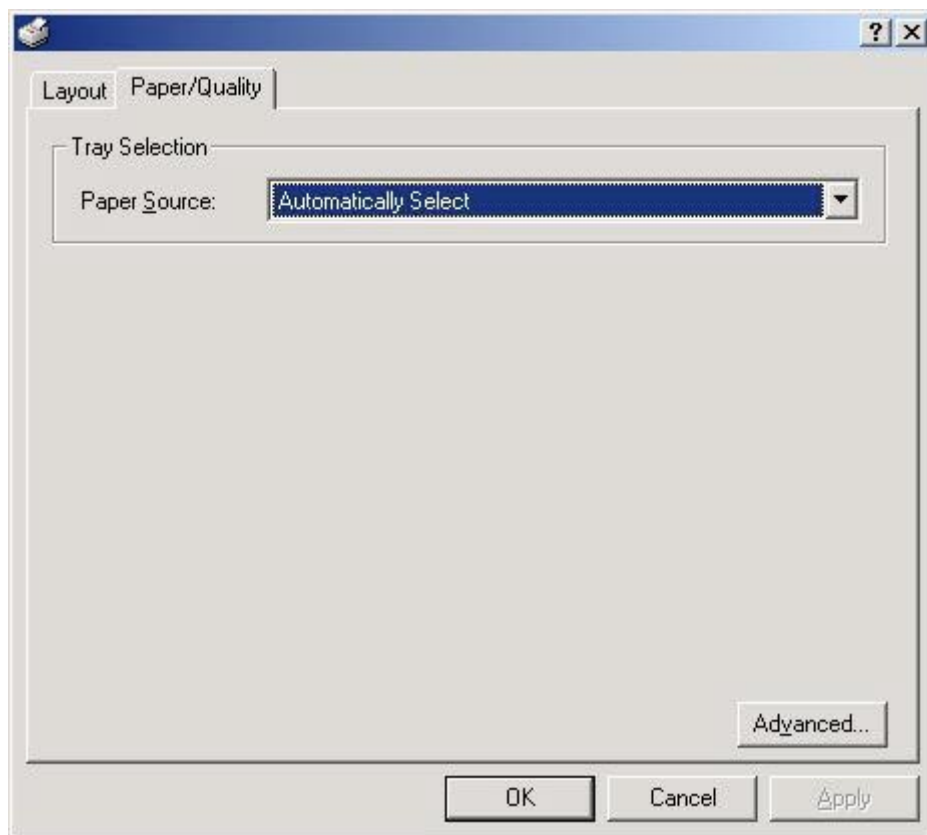 Layout Paper/Quality
Tray Selection
Paper Source: Automatically Select
Advanced...
OK Cancel Apply